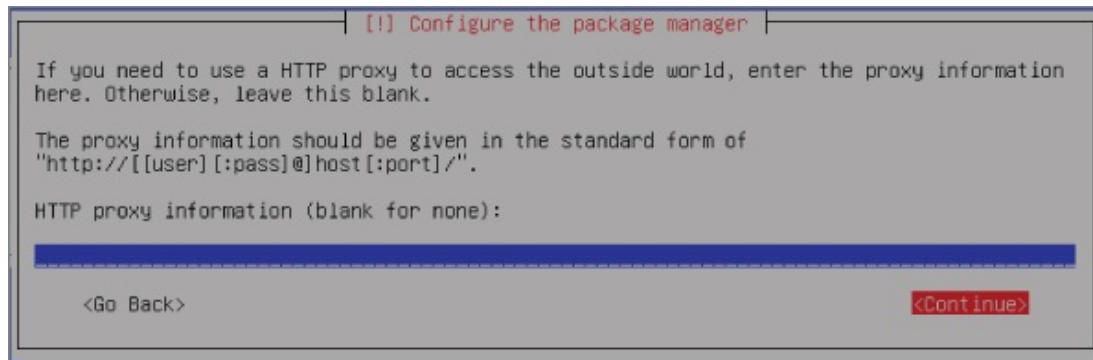 [!] Configure the package manager
If you need to use a HTTP proxy to access the outside world, enter the proxy information
here. Otherwise, leave this blank.
The proxy information should be given in the standard form of
"http://[[user][:pass]@]host[:port]/".
HTTP proxy information (blank for none):
<Go Back> <Continue>